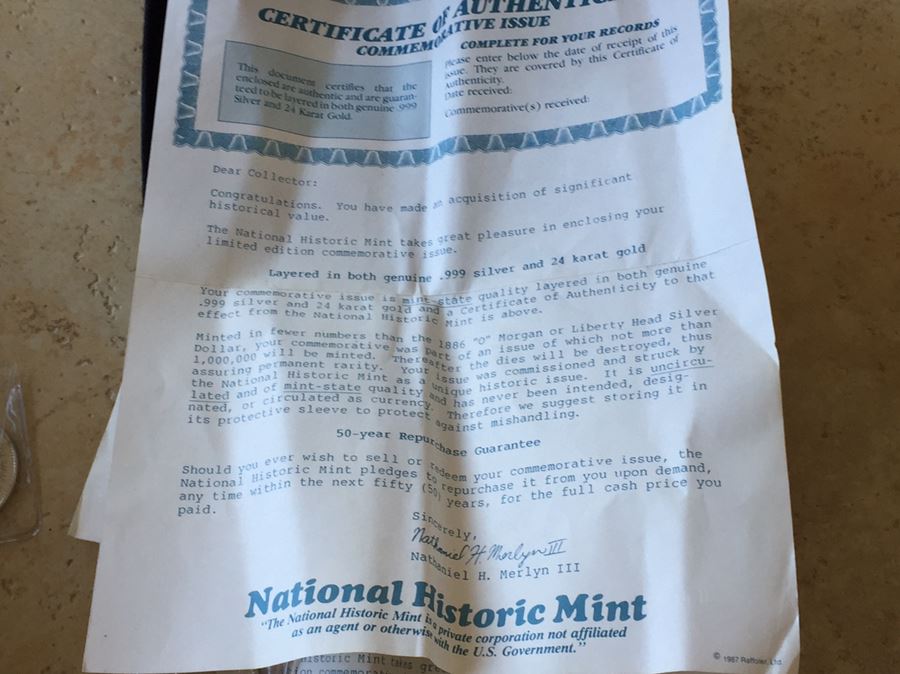 CERTIFICATE OF AUTHENTIC
COMMEMORATIVE ISSUE
This document certifies that the
enclosed are authentic and are guaran-
teed to be layered in both genuine .999
Silver and 24 Karat Gold.
COMPLETE FOR YOUR RECORDS
Please enter below the date of receipt of this
issue. They are covered by this Certificate of
Authenticity.
Date received:
Commemorative(s) received:
Dear Collector:
Congratulations. You have made an acquisition of significant
historical value.
The National Historic Mint takes great pleasure in enclosing your
limited edition commemorative issue.
Layered in both genuine .999 silver and 24 karat gold
Your commemorative issue is mint-state quality layered in both genuine
.999 silver and 24 karat gold and a Certificate of Authenticity to that
effect from the National Historic Mint is above.
Minted in fewer numbers than the 1886 "O" Morgan or Liberty Head Silver
Dollar, your commemorative was part of an issue of which not more than
1,000,000 will be minted. Thereafter the dies will be destroyed, thus
assuring permanent rarity. Your issue was commissioned and struck by
the National Historic Mint as a unique historic issue. It is uncircu-
lated and of mint-state quality and has never been intended, desig-
nated, or circulated as currency. Therefore we suggest storing it in
its protective sleeve to protect against mishandling.
50-year Repurchase Guarantee
Should you ever wish to sell or redeem your commemorative issue, the
National Historic Mint pledges to repurchase it from you upon demand,
any time within the next fifty (50) years, for the full cash price you
paid.
Sincerely,
Nathaniel H. Merlyn III
Nathaniel H. Merlyn III
National Historic Mint
"The National Historic Mint is a private corporation not affiliated
as an agent or otherwise with the U.S. Government."
© 1987 Raffoler, Ltd.
Historic Mint takes gre
ion commemorat